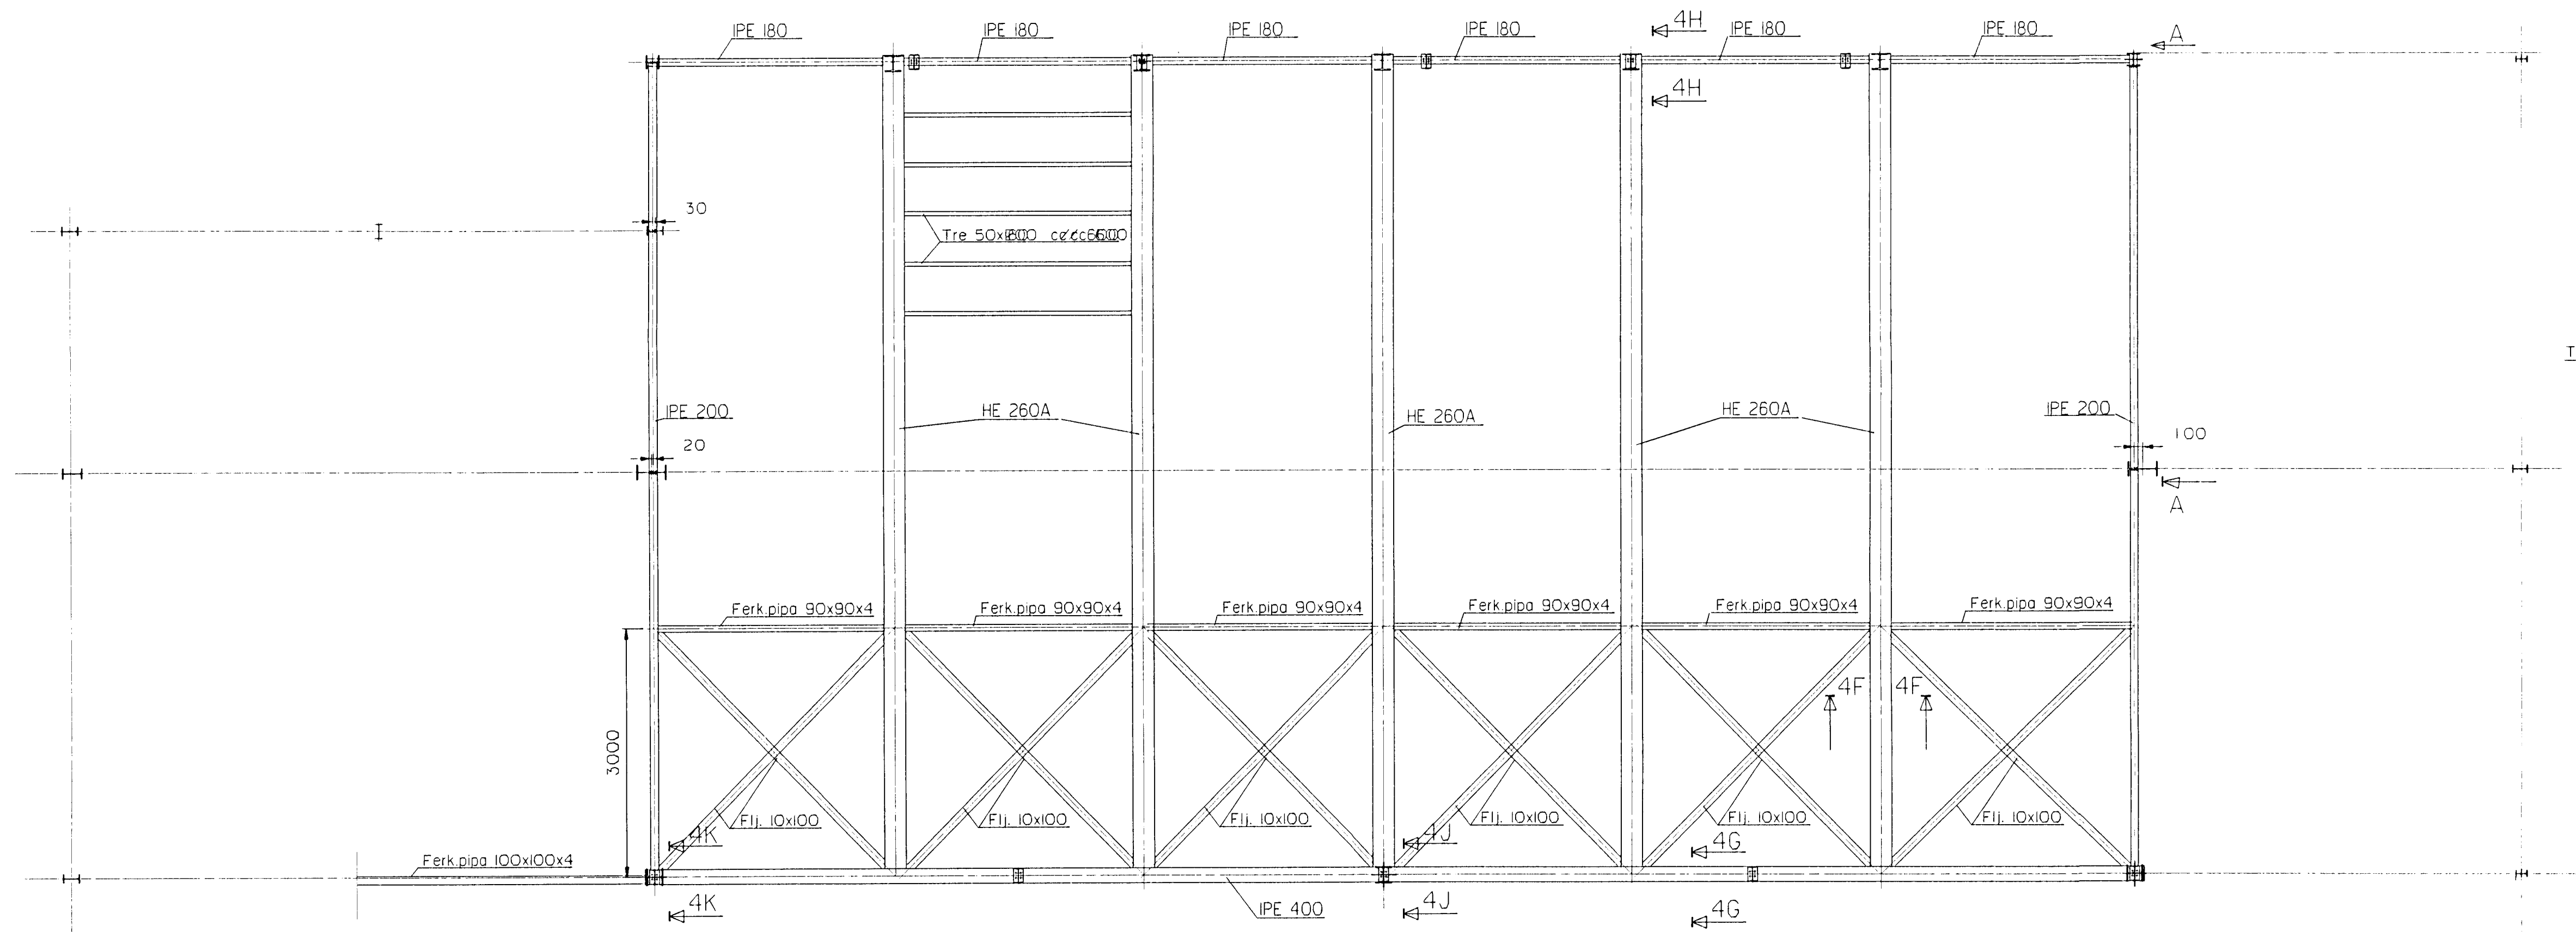 IPE 180
IPE 180
IPE 180
IPE 180
4H
IPE 180
IPE 180
A
4H
30
Tre 50x
T
IPE 200
HE 260A
HE 260A
HE 260A
IPE 200
20
100
A
Ferk.pipa 90x90x4
Ferk.pipa 90x90x4
Ferk.pipa 90x90x4
Ferk.pipa 90x90x4
Ferk.pipa 90x90x4
Ferk.pipa 90x90x4
4F
4F
3000
Flj. 10x100
Flj. 10x100
Flj. 10x100
Flj. 10x100
Flj. 10x100
Flj. 10x100
4K
4J
4G
Ferk.pipa 100x100x4
4K
IPE 400
4J
4G